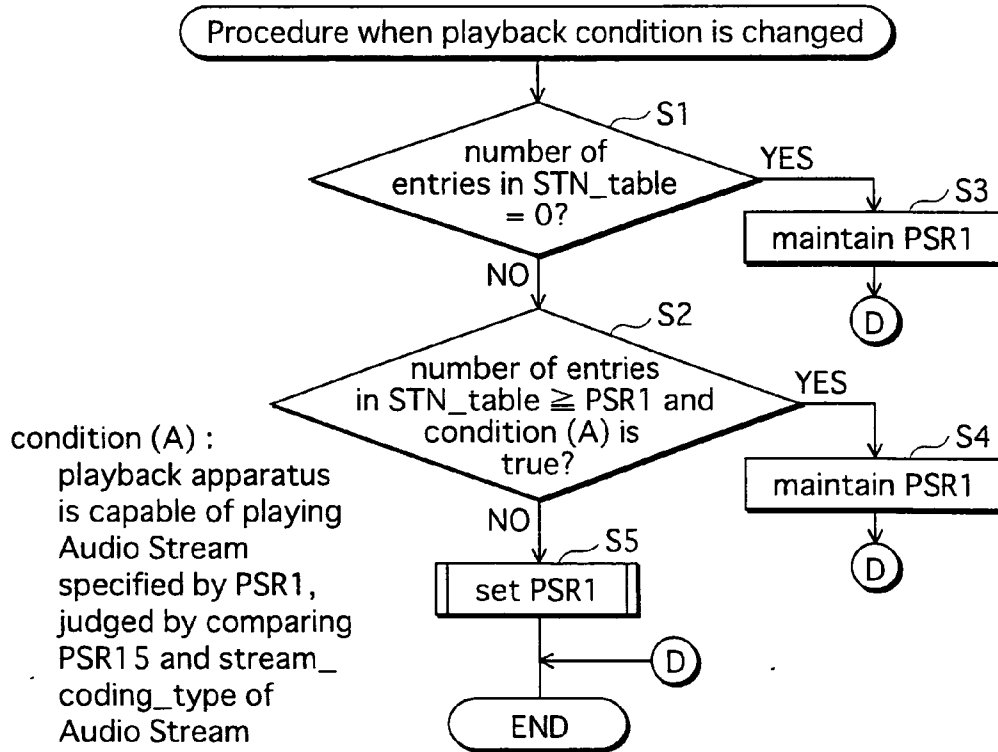 Procedure when playback condition is changed
S1
number of
entries in STN_table
= 0?
YES
S3
maintain PSR1
D
NO
S2
number of entries
in STN_table ≧ PSR1 and
condition (A) is
true?
YES
S4
maintain PSR1
D
NO
S5
set PSR1
D
END
condition (A) :
playback apparatus
is capable of playing
Audio Stream
specified by PSR1,
judged by comparing
PSR15 and stream_
coding_type of
Audio Stream